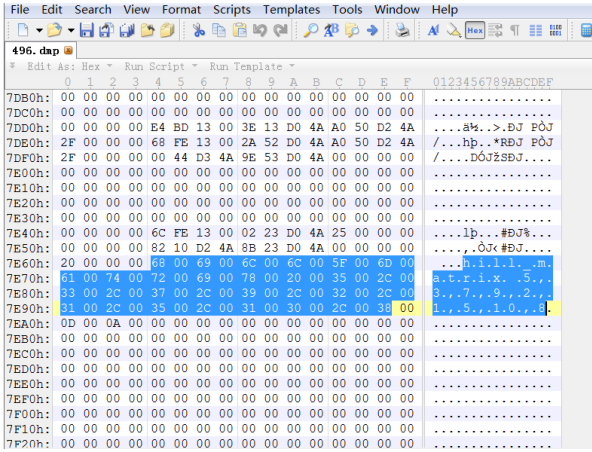 File Edit Search View Format Scripts Templates Tools Window Help
Hex
496.dmp
Edit As: Hex Run Script Run Template
0 1 2 3 4 5 6 7 8 9 A B C D E F 0123456789ABCDEF
7DB0h: 00 00 00 00 00 00 00 00 00 00 00 00 00 00 00 00 ................
7DC0h: 00 00 00 00 00 00 00 00 00 00 00 00 00 00 00 00 ................
7DD0h: 00 00 00 00 E4 BD 13 00 3E 13 D0 4A A0 50 D2 4A ....ä½..>.ÐJ PÒJ
7DE0h: 2F 00 00 00 68 FE 13 00 2A 52 D0 4A A0 50 D2 4A /...hþ..*RÐJ PÒJ
7DF0h: 2F 00 00 00 00 44 D3 4A 9E 53 D0 4A 00 00 00 00 /....DÓJžSÐJ....
7E00h: 00 00 00 00 00 00 00 00 00 00 00 00 00 00 00 00 ................
7E10h: 00 00 00 00 00 00 00 00 00 00 00 00 00 00 00 00 ................
7E20h: 00 00 00 00 00 00 00 00 00 00 00 00 00 00 00 00 ................
7E30h: 00 00 00 00 00 00 00 00 00 00 00 00 00 00 00 00 ................
7E40h: 00 00 00 00 6C FE 13 00 02 23 D0 4A 25 00 00 00 ....lþ...#ÐJ%...
7E50h: 00 00 00 00 82 10 D2 4A 8B 23 D0 4A 00 00 00 00 ....‚.ÒJ‹#ÐJ....
7E60h: 20 00 00 00 68 00 69 00 6C 00 6C 00 5F 00 6D 00 ...h.i.l.l._.m.
7E70h: 61 00 74 00 72 00 69 00 78 00 20 00 35 00 2C 00 a.t.r.i.x. .5.,.
7E80h: 33 00 2C 00 37 00 2C 00 39 00 2C 00 32 00 2C 00 3.,.7.,.9.,.2.,.
7E90h: 31 00 2C 00 35 00 2C 00 31 00 30 00 2C 00 38 00 1.,.5.,.1.0.,.8.
7EA0h: 0D 00 0A 00 00 00 00 00 00 00 00 00 00 00 00 00 ................
7EB0h: 00 00 00 00 00 00 00 00 00 00 00 00 00 00 00 00 ................
7EC0h: 00 00 00 00 00 00 00 00 00 00 00 00 00 00 00 00 ................
7ED0h: 00 00 00 00 00 00 00 00 00 00 00 00 00 00 00 00 ................
7EE0h: 00 00 00 00 00 00 00 00 00 00 00 00 00 00 00 00 ................
7EF0h: 00 00 00 00 00 00 00 00 00 00 00 00 00 00 00 00 ................
7F00h: 00 00 00 00 00 00 00 00 00 00 00 00 00 00 00 00 ................
7F10h: 00 00 00 00 00 00 00 00 00 00 00 00 00 00 00 00 ................
7F20h: 00 00 00 00 00 00 00 00 00 00 00 00 00 00 00 00 ................